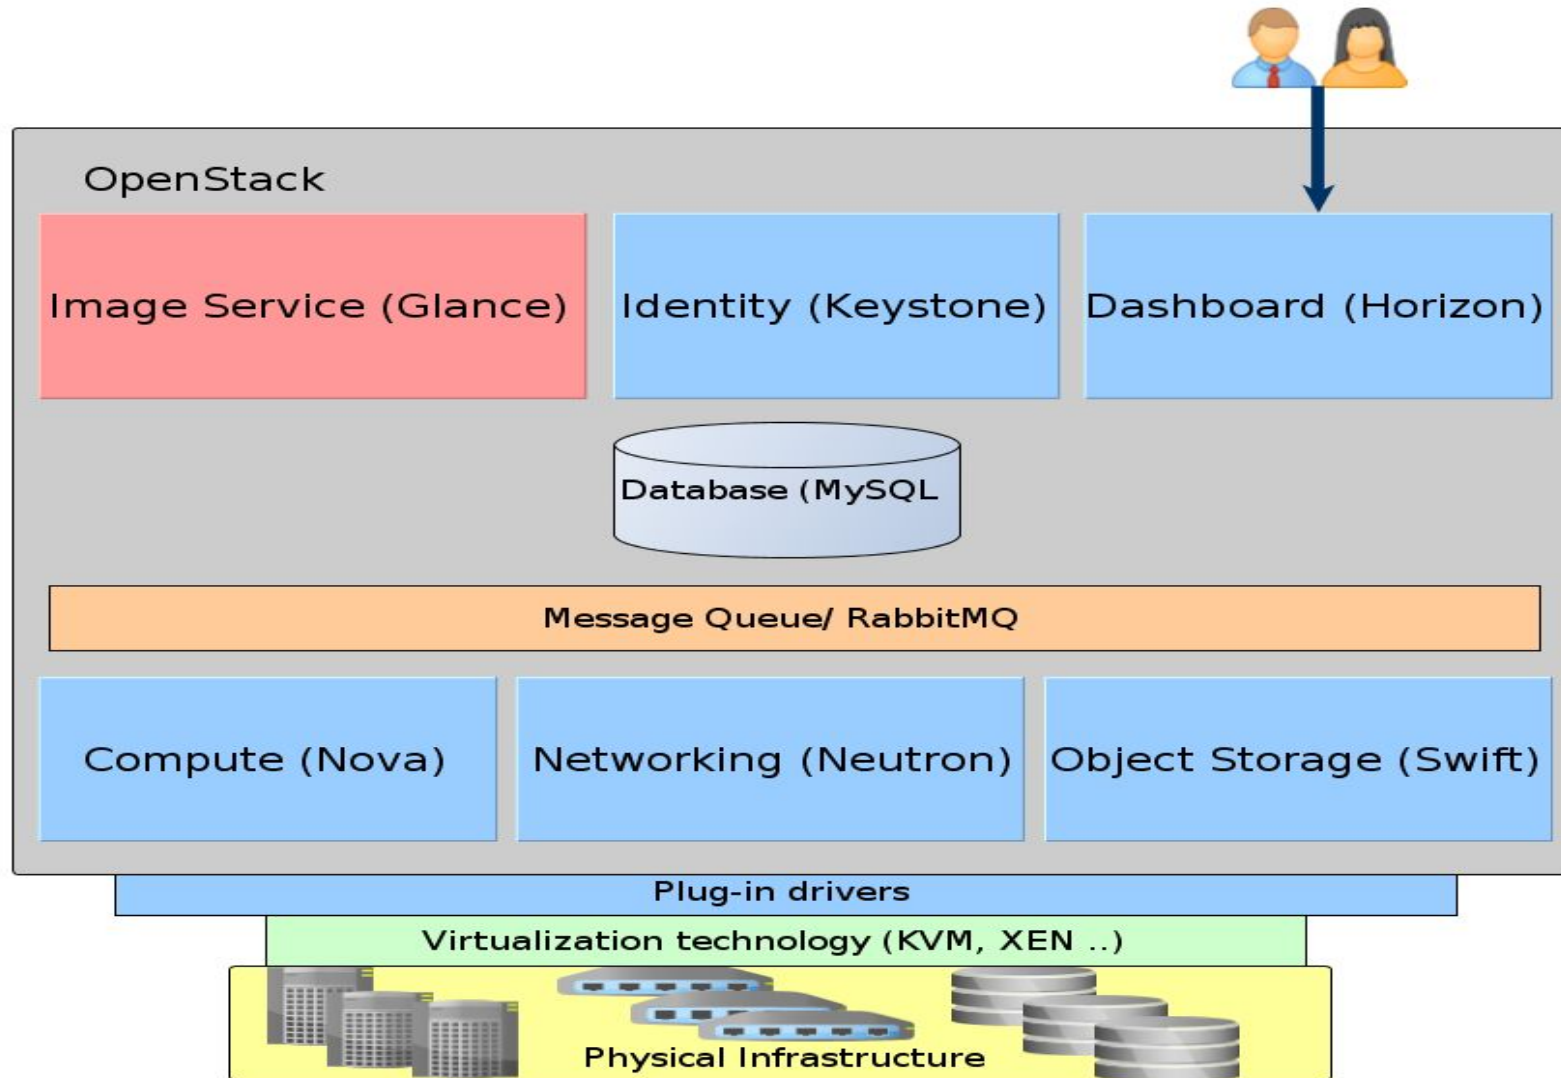 OpenStack
Image Service (Glance)
Identity (Keystone)
Dashboard (Horizon)
Database (MySQL
Message Queue/ RabbitMQ
Compute (Nova)
Networking (Neutron)
Object Storage (Swift)
Plug-in drivers
Virtualization technology (KVM, XEN ..)
Physical Infrastructure